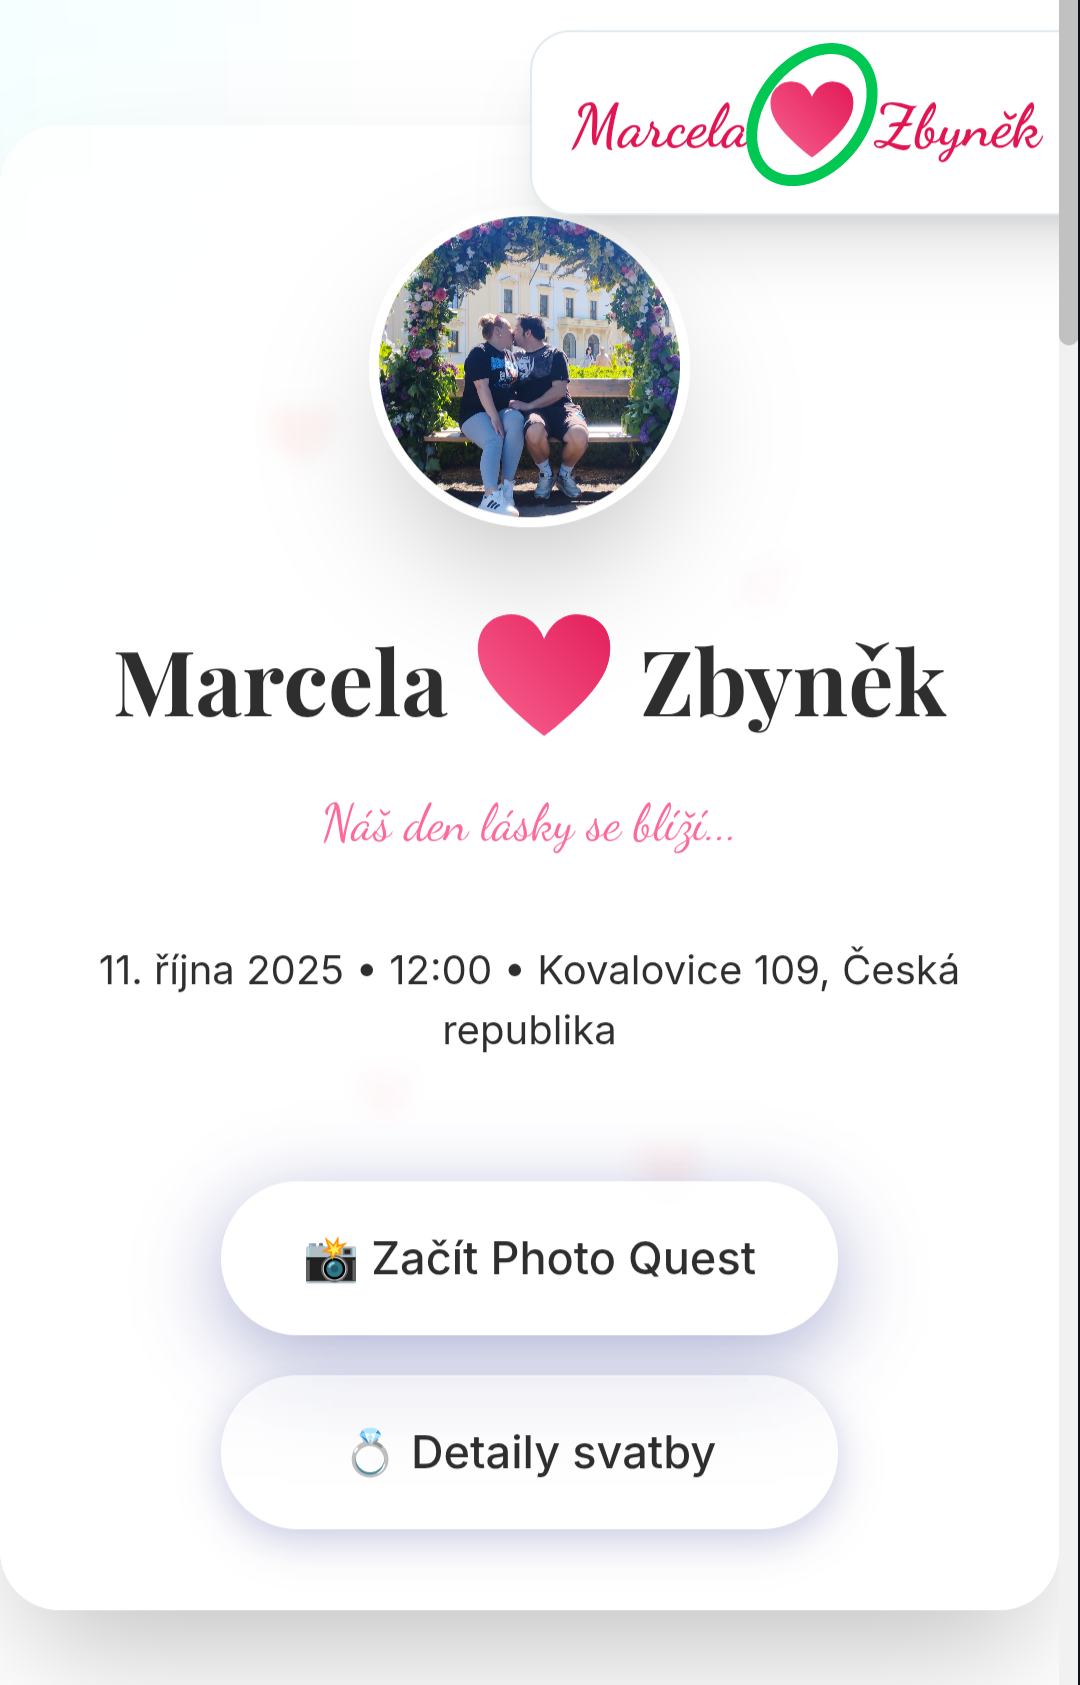 Marcela Zbyněk
Marcela Zbyněk
Náš den lásky se blíží...
11. října 2025 • 12:00 • Kovalovice 109, Česká
republika
Začít Photo Quest
Detaily svatby